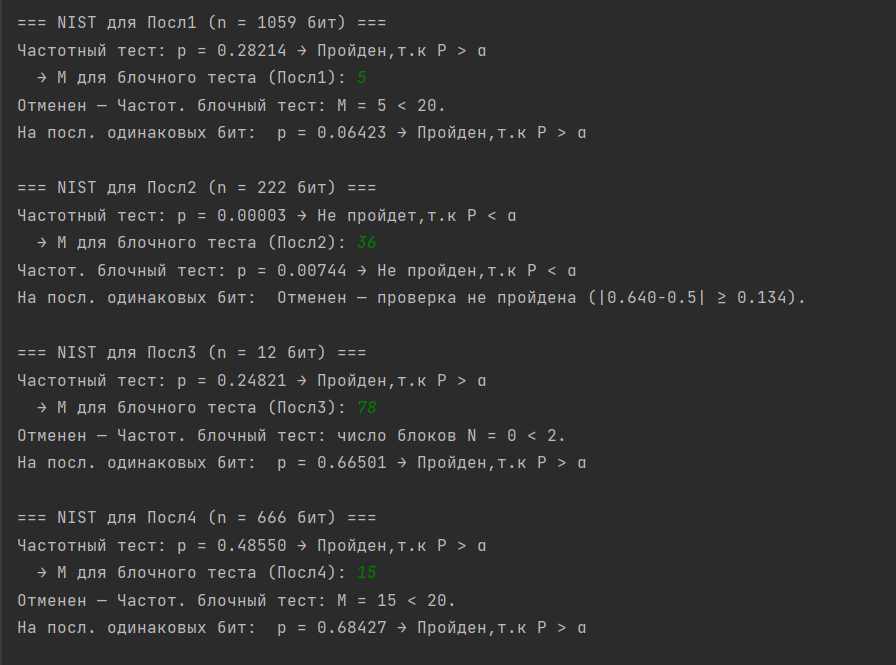 === NIST для Посл1 (n = 1059 бит) ===
Частотный тест: p = 0.28214 → Пройден,т.к P > α
→ M для блочного теста (Посл1): 5
Отменен — Частот. блочный тест: M = 5 < 20.
На посл. одинаковых бит:  p = 0.06423 → Пройден,т.к P > α
=== NIST для Посл2 (n = 222 бит) ===
Частотный тест: p = 0.00003 → Не пройдет,т.к P < α
→ M для блочного теста (Посл2): 36
Частот. блочный тест: p = 0.00744 → Не пройден,т.к P < α
На посл. одинаковых бит:  Отменен — проверка не пройдена (|0.640-0.5| ≥ 0.134).
=== NIST для Посл3 (n = 12 бит) ===
Частотный тест: p = 0.24821 → Пройден,т.к P > α
→ M для блочного теста (Посл3): 78
Отменен — Частот. блочный тест: число блоков N = 0 < 2.
На посл. одинаковых бит:  p = 0.66501 → Пройден,т.к P > α
=== NIST для Посл4 (n = 666 бит) ===
Частотный тест: p = 0.48550 → Пройден,т.к P > α
→ M для блочного теста (Посл4): 15
Отменен — Частот. блочный тест: M = 15 < 20.
На посл. одинаковых бит:  p = 0.68427 → Пройден,т.к P > α